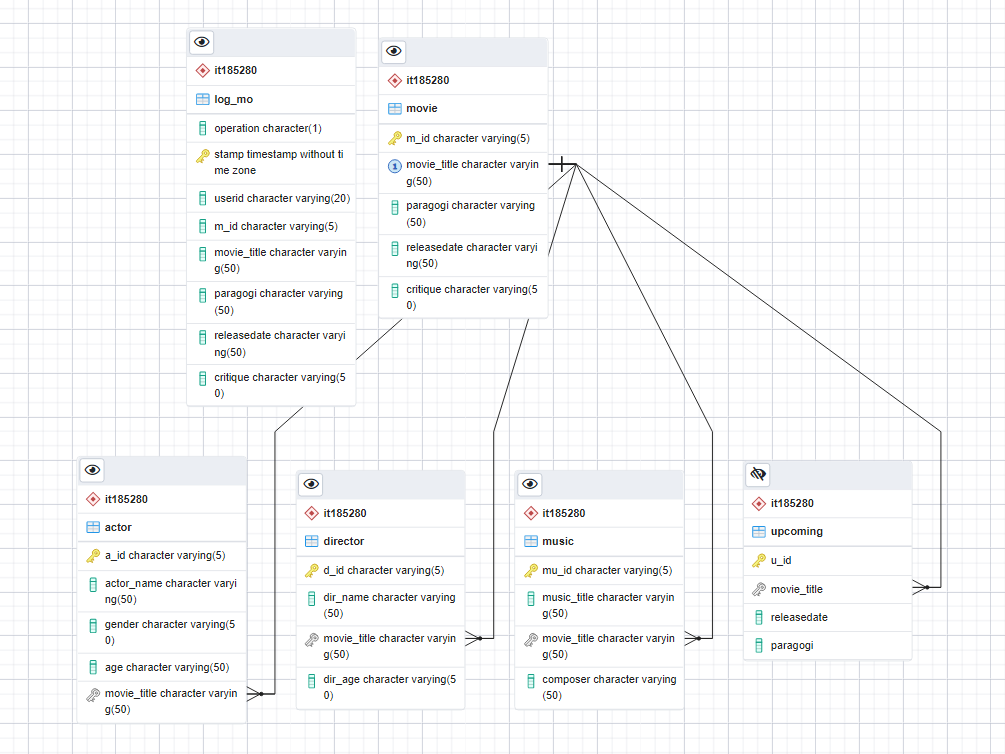 it185280
log_mo
operation character(1)
stamp timestamp without ti
me zone
userid character varying(20)
m_id character varying(5)
movie_title character varyin
g(50)
paragogi character varying
(50)
releasedate character varyi
ng(50)
critique character varying(5
0)
it185280
movie
m_id character varying(5)
1
movie_title character varyin
g(50)
paragogi character varying
(50)
releasedate character varyi
ng(50)
critique character varying(5
0)
it185280
actor
a_id character varying(5)
actor_name character varyi
ng(50)
gender character varying(5
0)
age character varying(50)
movie_title character varyin
g(50)
it185280
director
d_id character varying(5)
dir_name character varying
(50)
movie_title character varyin
g(50)
dir_age character varying(5
0)
it185280
music
mu_id character varying(5)
music_title character varyin
g(50)
movie_title character varyin
g(50)
composer character varying
(50)
it185280
upcoming
u_id
movie_title
releasedate
paragogi